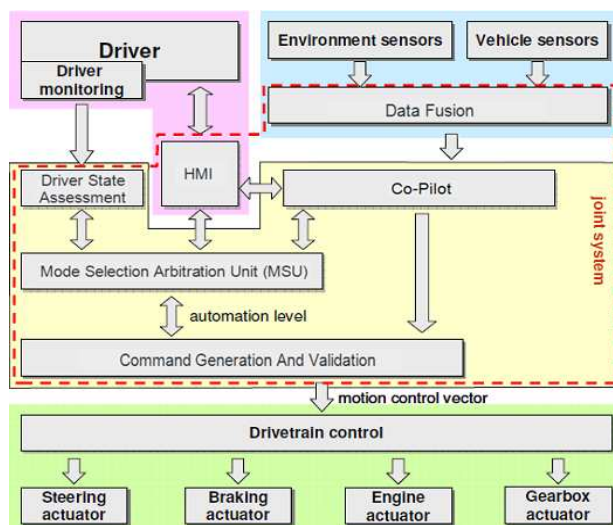 Driver
Driver
monitoring
Environment sensors
Vehicle sensors
Data Fusion
Driver State
Assessment
HMI
Co-Pilot
joint system
Mode Selection Arbitration Unit (MSU)
automation level
Command Generation And Validation
motion control vector
Drivetrain control
Steering
actuator
Braking
actuator
Engine
actuator
Gearbox
actuator